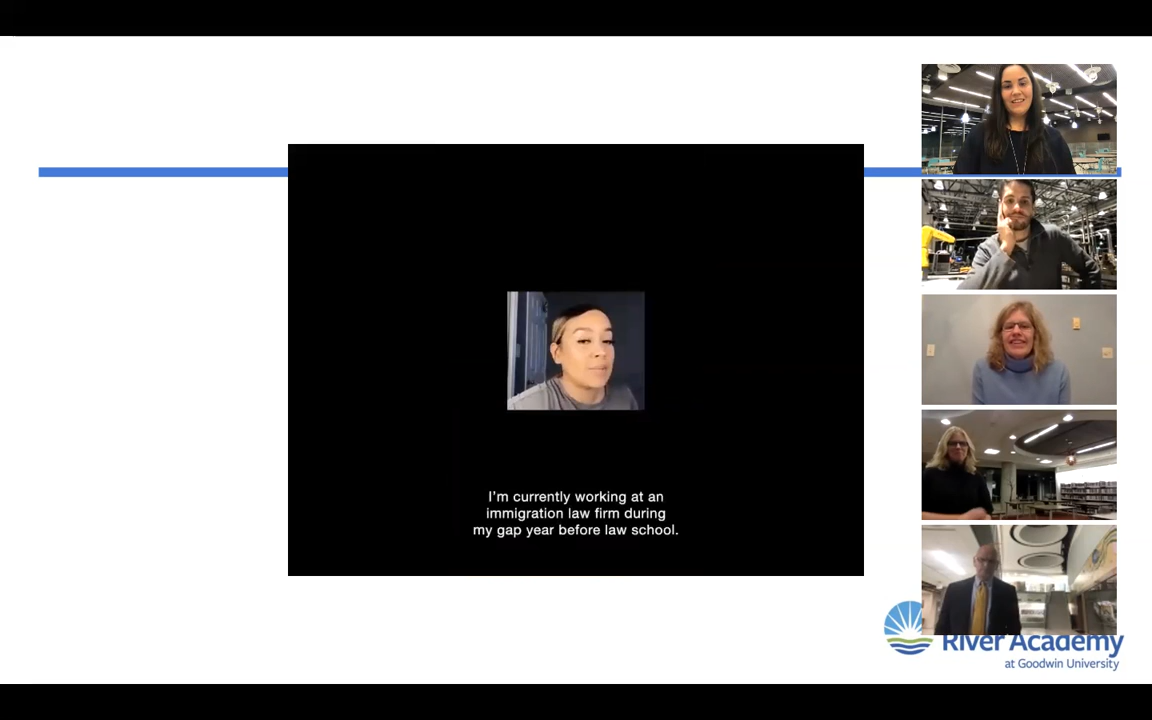 I'm currently working at an
immigration law firm during
my gap year before law school.
River Academy
at Goodwin University